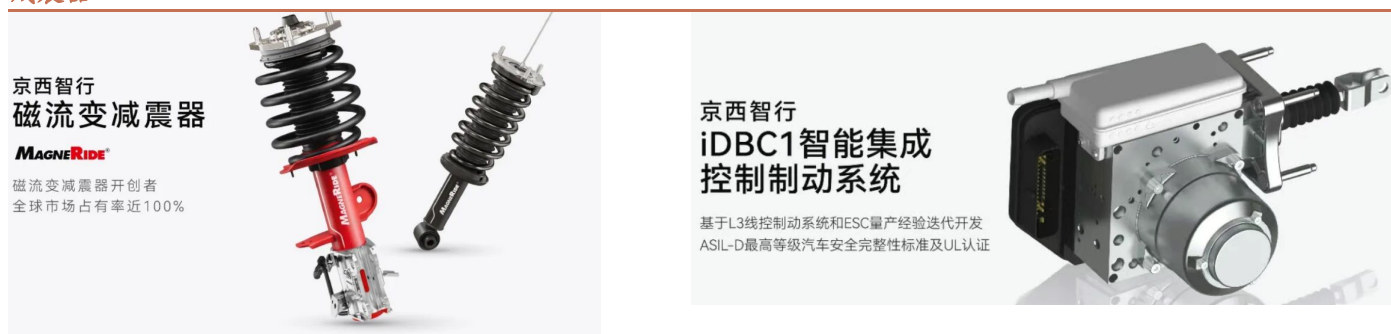 京西智行
磁流变减震器
MAGNERIDE®
磁流变减震器开创者
全球市场占有率近100%
MAGNERIDE
MAGNERIDE
京西智行
iDBC1智能集成
控制制动系统
基于L3线控制动系统和ESC量产经验迭代开发
ASIL-D最高等级汽车安全完整性标准及UL认证